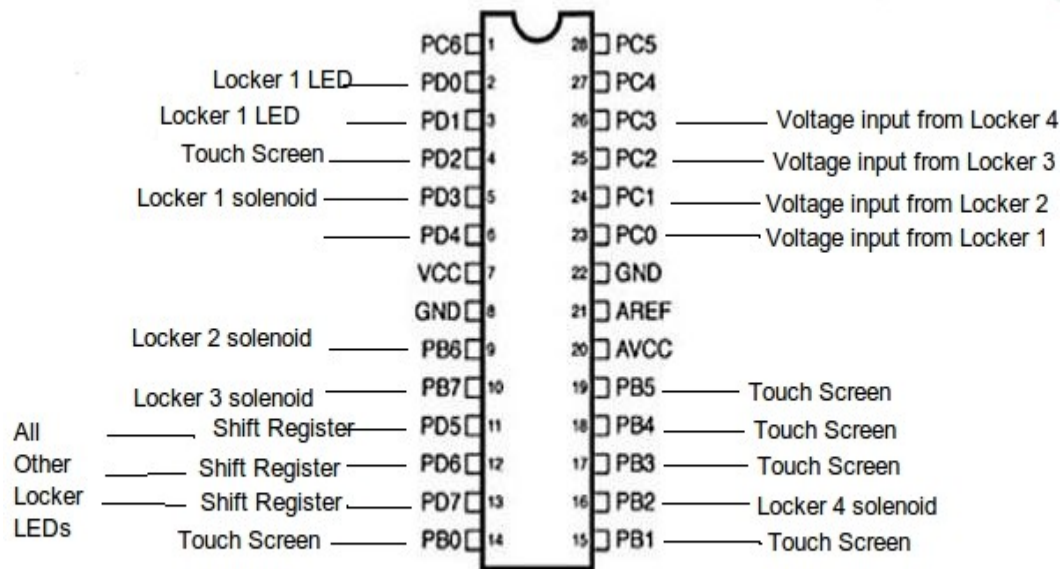 PC6 1 28 PC5
Locker 1 LED PD0 2 27 PC4
Locker 1 LED PD1 3 26 PC3 Voltage input from Locker 4
Touch Screen PD2 4 25 PC2 Voltage input from Locker 3
Locker 1 solenoid PD3 5 24 PC1 Voltage input from Locker 2
PD4 6 23 PC0 Voltage input from Locker 1
VCC 7 22 GND
GND 8 21 AREF
Locker 2 solenoid PB6 9 20 AVCC
Locker 3 solenoid PB7 10 19 PB5 Touch Screen
All Shift Register PD5 11 18 PB4 Touch Screen
Other Shift Register PD6 12 17 PB3 Touch Screen
Locker Shift Register PD7 13 16 PB2 Locker 4 solenoid
LEDs
Touch Screen PB0 14 15 PB1 Touch Screen